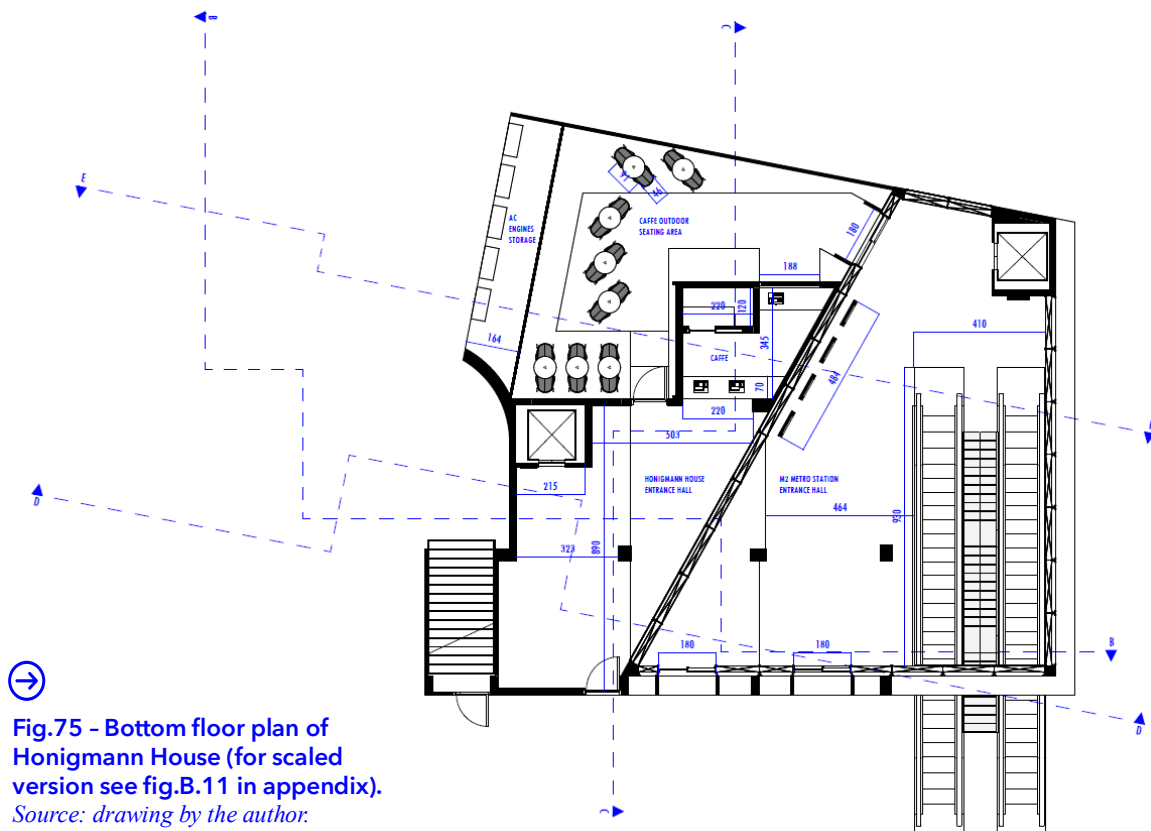 B
C
E
AC
ENGINES
STORAGE
91
46
CAFFE OUTDOOR
SEATING AREA
180
188
220
120
410
164
345
CAFFE
484
70
220
E
503
HONIGMANN HOUSE
ENTRANCE HALL
M2 METRO STATION
ENTRANCE HALL
215
D
464
930
323
890
180
180
B
D
C
Fig.75 – Bottom floor plan of
Honigmann House (for scaled
version see fig.B.11 in appendix).
Source: drawing by the author.